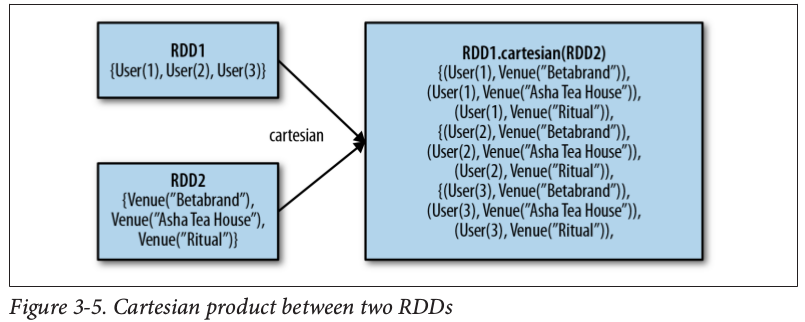 RDD1
{User(1), User(2), User(3)}
cartesian
RDD2
{Venue("Betabrand"),
Venue("Asha Tea House"),
Venue("Ritual")}
RDD1.cartesian(RDD2)
{(User(1), Venue("Betabrand")),
(User(1), Venue("Asha Tea House")),
(User(1), Venue("Ritual")),
{(User(2), Venue("Betabrand")),
(User(2), Venue("Asha Tea House")),
(User(2), Venue("Ritual")),
{(User(3), Venue("Betabrand")),
(User(3), Venue("Asha Tea House")),
(User(3), Venue("Ritual")),
Figure 3-5. Cartesian product between two RDDs